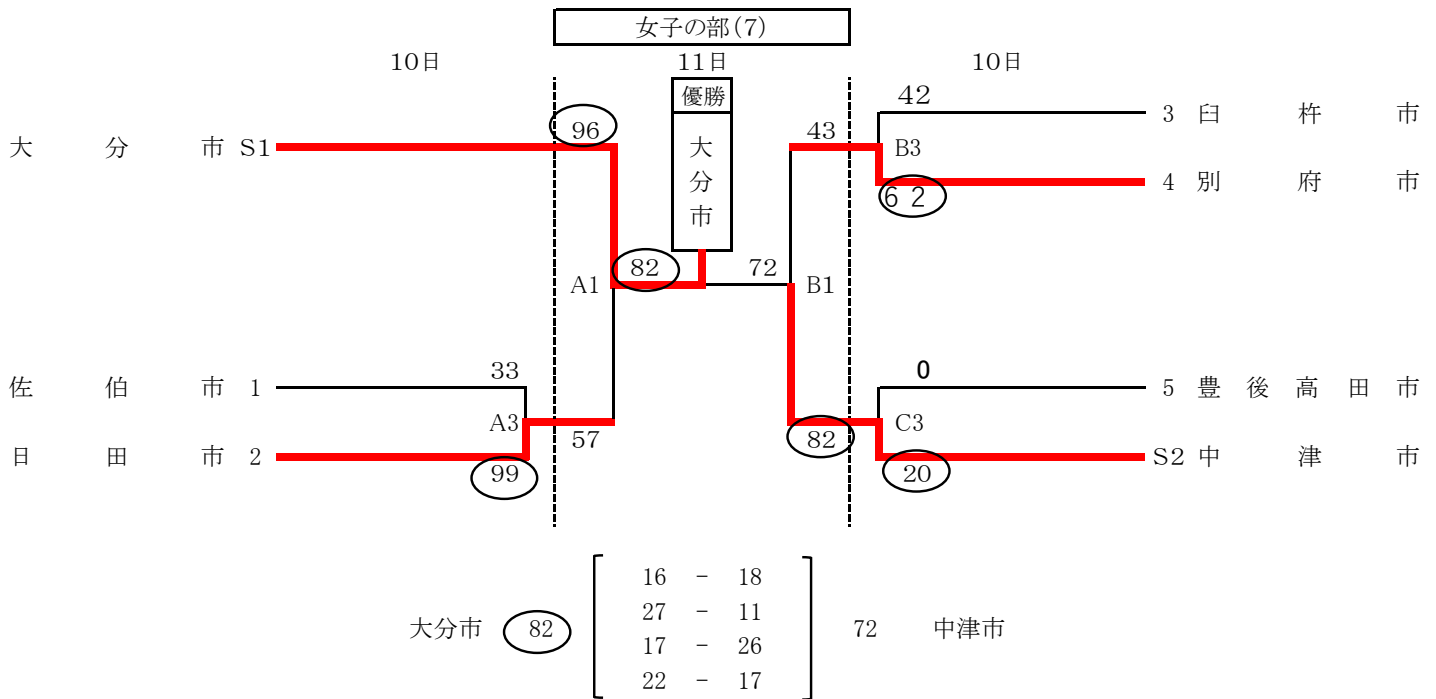 女子の部(7)
10日 11日 10日
優勝
大分市
42
3 臼杵市
96
43
大分市 S1
B3
4 別府市
62
82
72
A1
B1
33
0
佐伯市 1
5 豊後高田市
A3
57
82
C3
日田市 2
99
20
S2 中津市
16 - 18
27 - 11
大分市 82 72 中津市
17 - 26
22 - 17